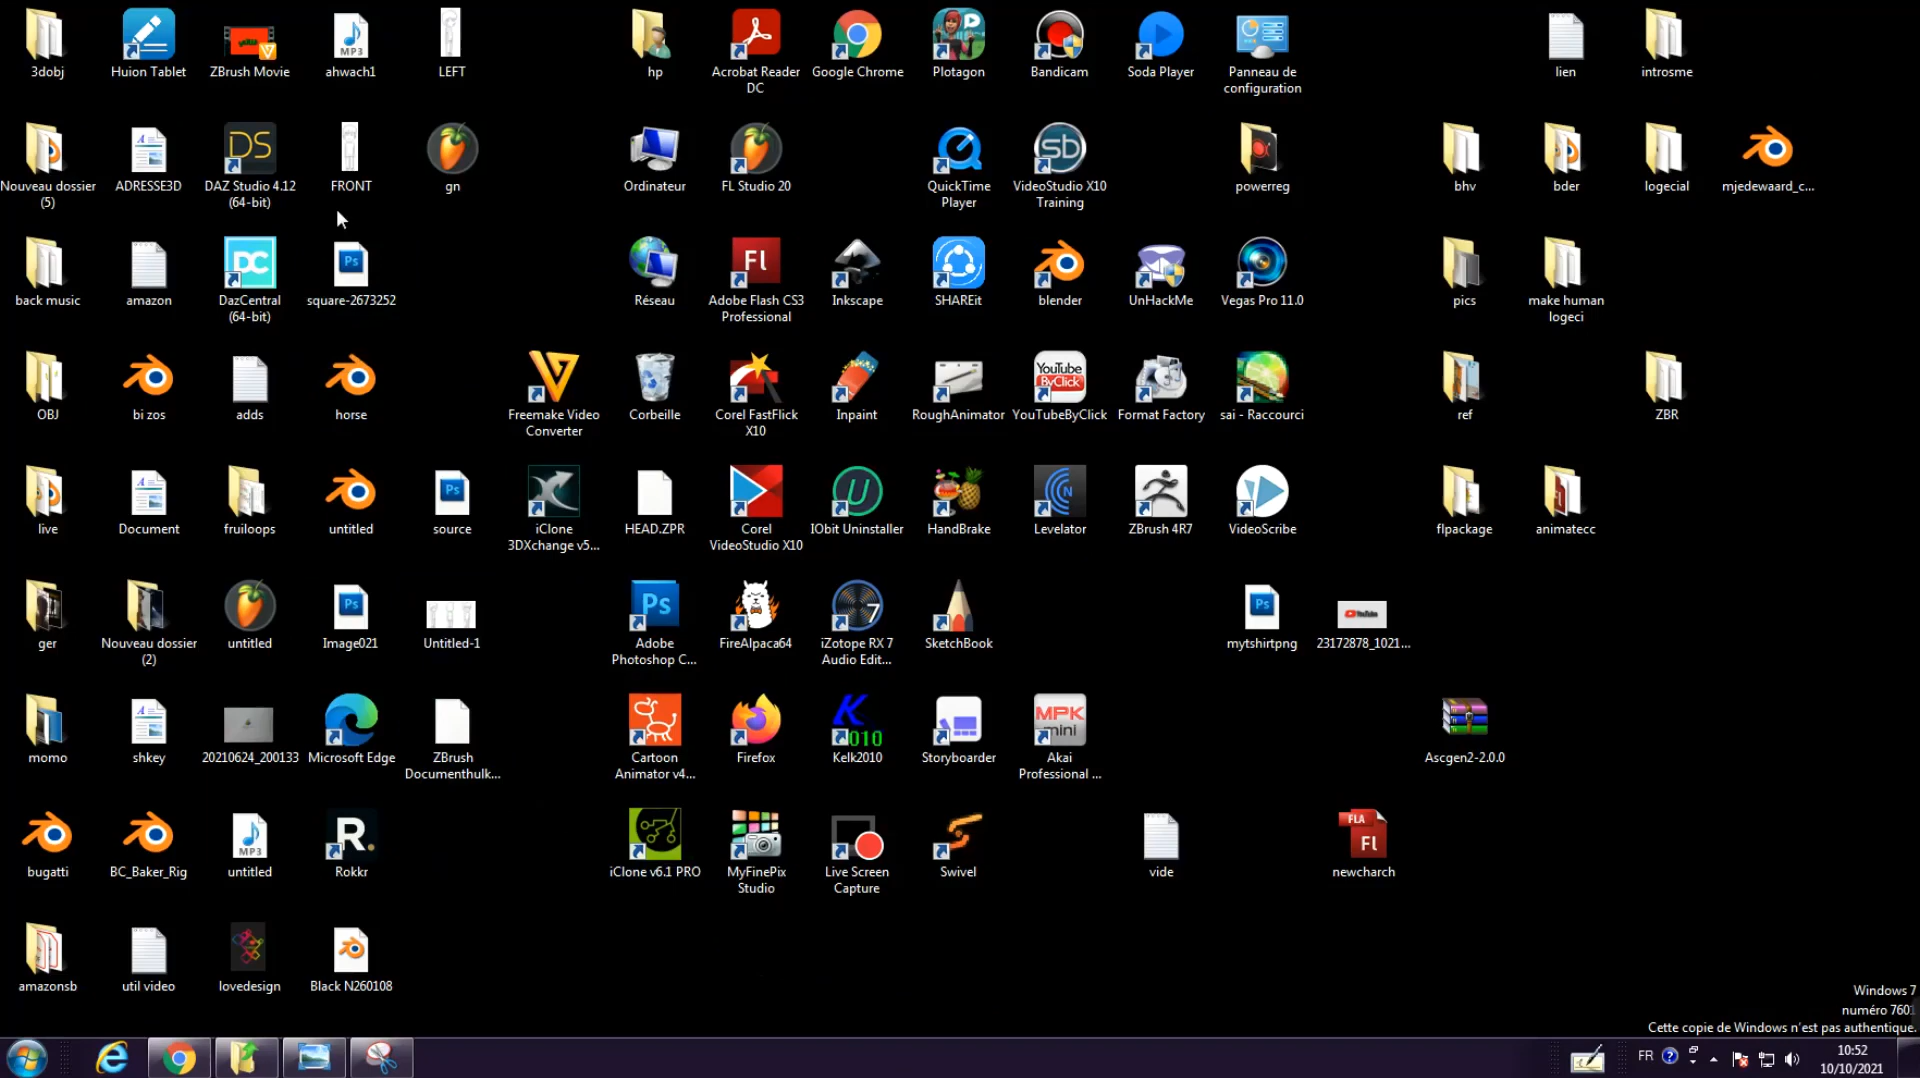 3dobj
Huion Tablet
ZBrush Movie
ahwach1
LEFT
hp
Acrobat Reader
DC
Google Chrome
Plotagon
Bandicam
Soda Player
Panneau de
configuration
lien
introsme
Nouveau dossier
(5)
ADRESSE3D
DAZ Studio 4.12
(64-bit)
FRONT
gn
Ordinateur
FL Studio 20
QuickTime
Player
VideoStudio X10
Training
powerreg
bhv
bder
logecial
mjedewaard_c...
back music
amazon
DazCentral
(64-bit)
square-2673252
Réseau
Adobe Flash CS3
Professional
Inkscape
SHAREit
blender
UnHackMe
Vegas Pro 11.0
pics
make human
logeci
OBJ
bi zos
adds
horse
Freemake Video
Converter
Corbeille
Corel FastFlick
X10
Inpaint
RoughAnimator
YouTubeByClick
Format Factory
sai - Raccourci
ref
ZBR
live
Document
fruiloops
untitled
source
iClone
3DXchange v5...
HEAD.ZPR
Corel
VideoStudio X10
IObit Uninstaller
HandBrake
Levelator
ZBrush 4R7
VideoScribe
flpackage
animatecc
ger
Nouveau dossier
(2)
untitled
Image021
Untitled-1
Adobe
Photoshop C...
FireAlpaca64
iZotope RX 7
Audio Edit...
SketchBook
mytshirtpng
23172878_1021...
momo
shkey
20210624_200133
Microsoft Edge
ZBrush
Documenthulk...
Cartoon
Animator v4...
Firefox
Kelk2010
Storyboarder
Akai
Professional ...
Ascgen2-2.0.0
bugatti
BC_Baker_Rig
untitled
Rokkr
iClone v6.1 PRO
MyFinePix
Studio
Live Screen
Capture
Swivel
vide
newcharch
amazonsb
util video
lovedesign
Black N260108
Windows 7
numéro 7601
Cette copie de Windows n'est pas authentique.
FR
10:52
10/10/2021